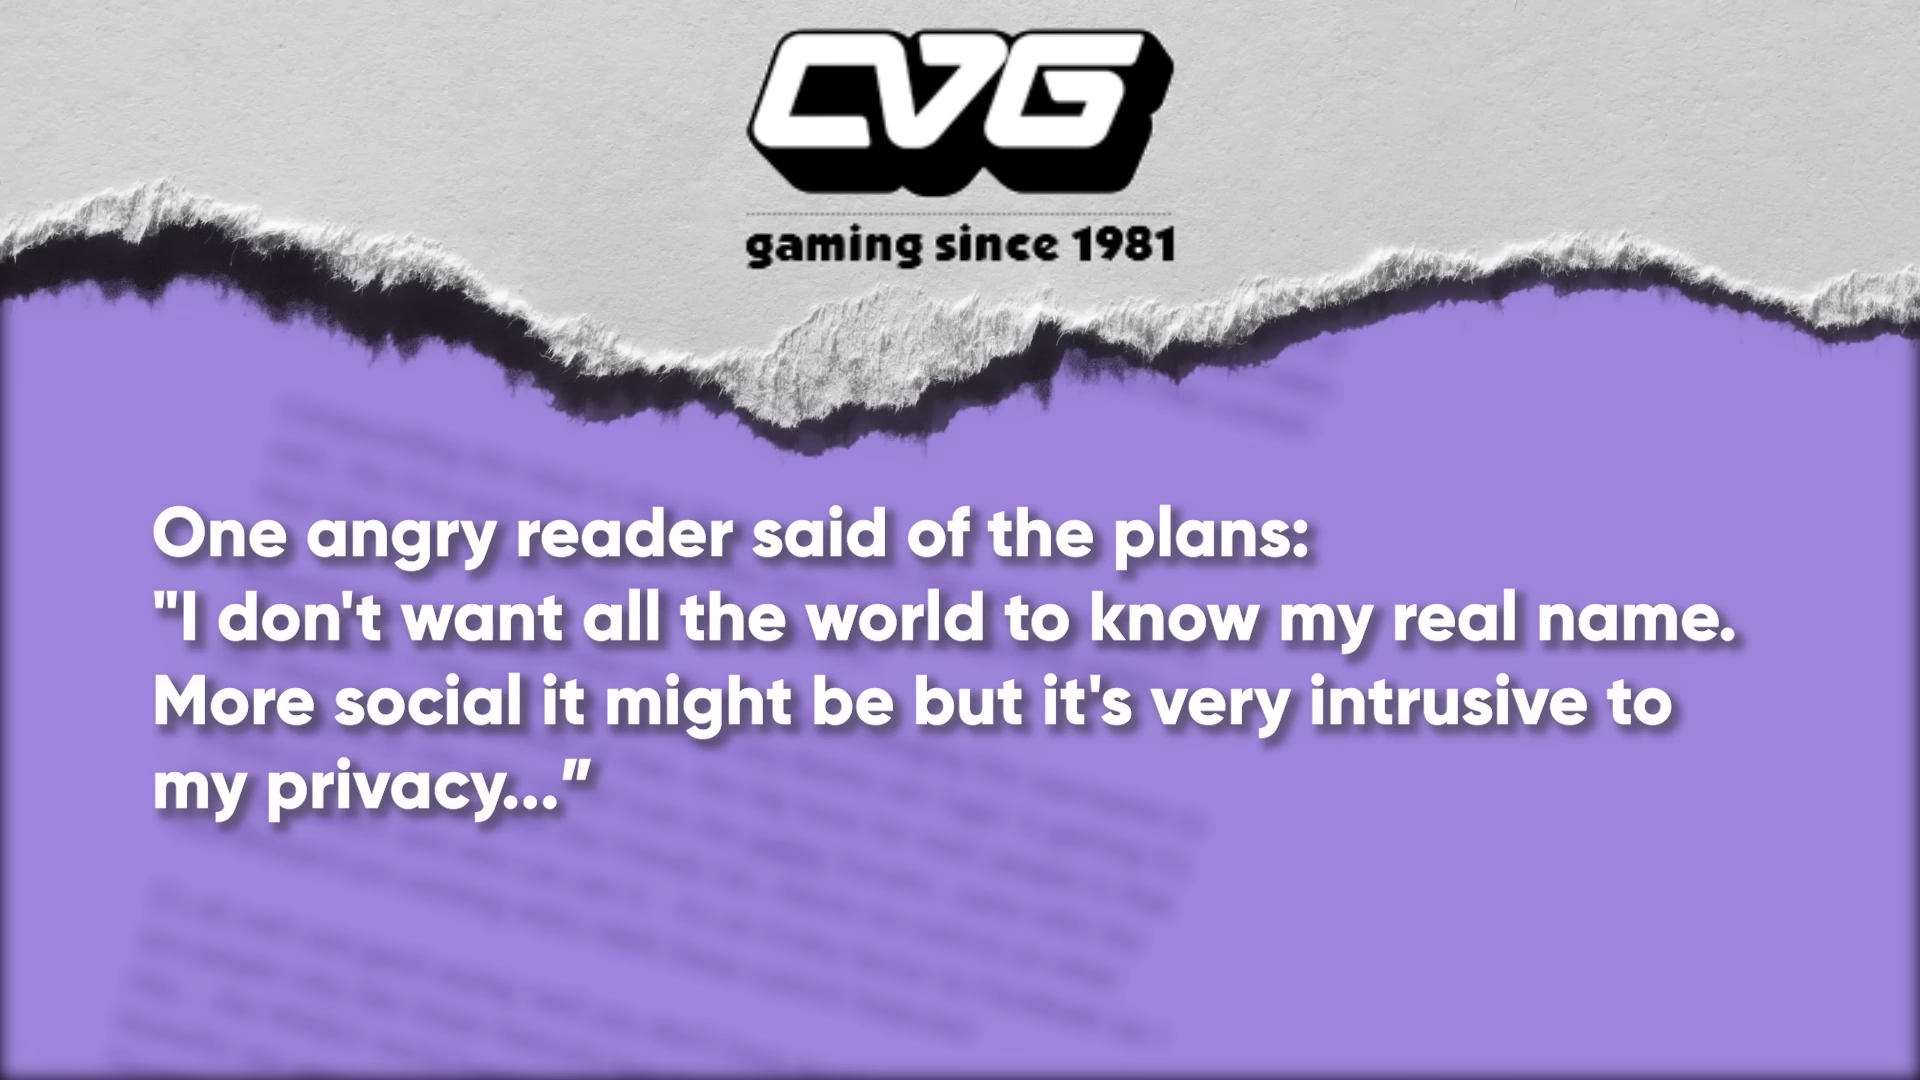 CVG
gaming since 1981
One angry reader said of the plans:
"I don't want all the world to know my real name.
More social it might be but it's very intrusive to
my privacy...”